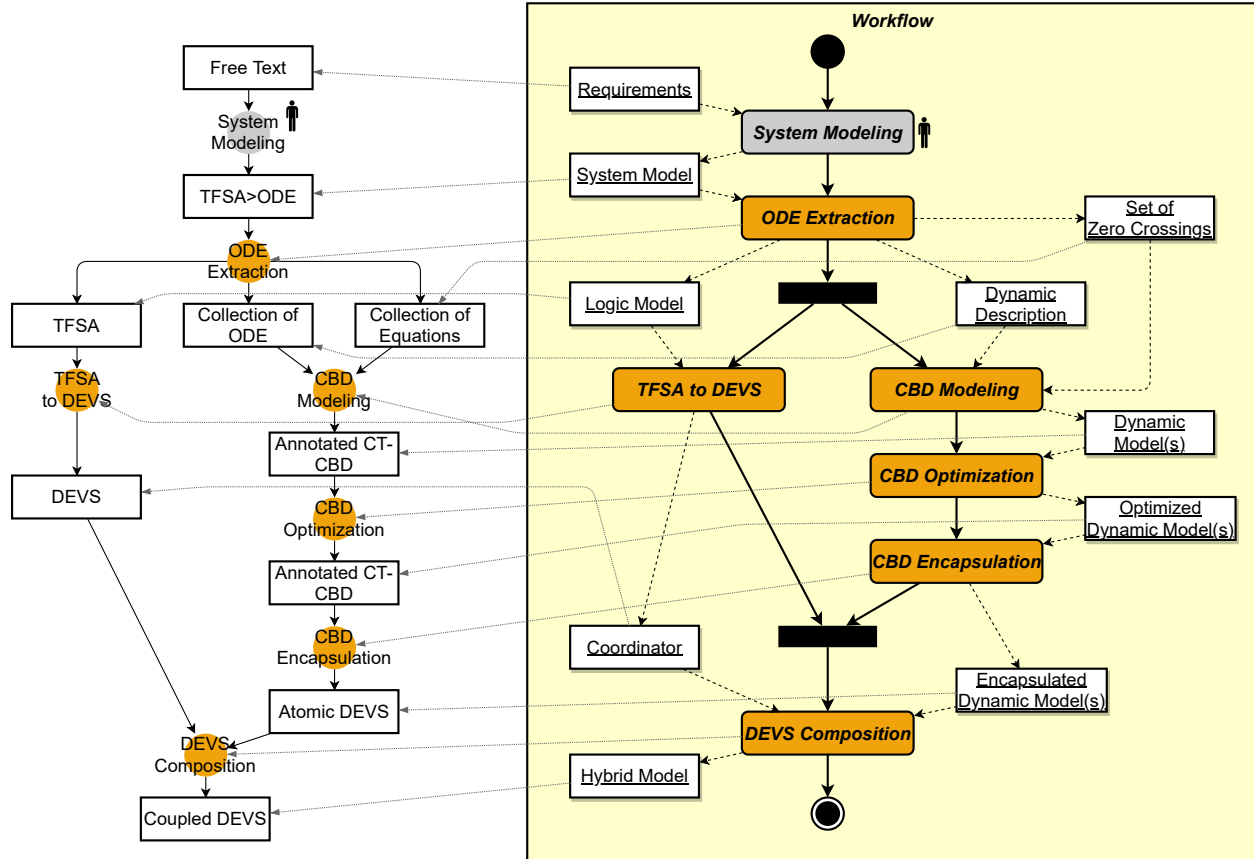 Workflow
Free Text
System
Modeling
TFSA>ODE
ODE
Extraction
TFSA
Collection of
ODE
Collection of
Equations
TFSA
to DEVS
CBD
Modeling
Annotated CT-
CBD
DEVS
CBD
Optimization
Annotated CT-
CBD
CBD
Encapsulation
Atomic DEVS
DEVS
Composition
Coupled DEVS
Requirements
System Modeling
System Model
ODE Extraction
Set of
Zero Crossings
Logic Model
Dynamic
Description
TFSA to DEVS
CBD Modeling
Dynamic
Model(s)
CBD Optimization
Optimized
Dynamic Model(s)
CBD Encapsulation
Coordinator
Encapsulated
Dynamic Model(s)
DEVS Composition
Hybrid Model